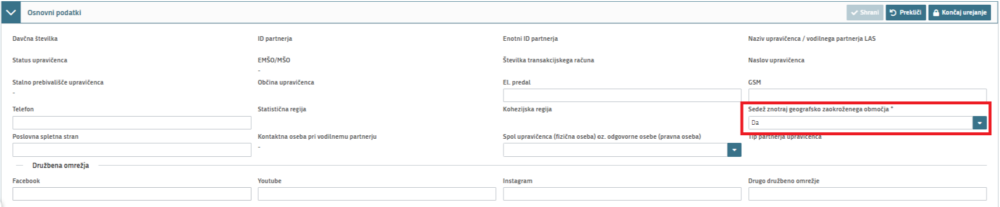 Osnovni podatki Shrani Prekliči Končaj urejanje
Davčna številka ID partnerja Enotni ID partnerja Naziv upravičenca / vodilnega partnerja LAS
Status upravičenca EMŠO/MŠO Številka transakcijskega računa Naslov upravičenca
-
Stalno prebivališče upravičenca Občina upravičenca El. predal GSM
-
Telefon Statistična regija Kohezijska regija Sedež znotraj geografsko zaokroženega območja *
Da
Poslovna spletna stran Kontaktna oseba pri vodilnemu partnerju Spol upravičenca (fizična oseba) oz. odgovorne osebe (pravna oseba) Tip partnerja upravičenca
-
Družbena omrežja
Facebook Youtube Instagram Drugo družbeno omrežje